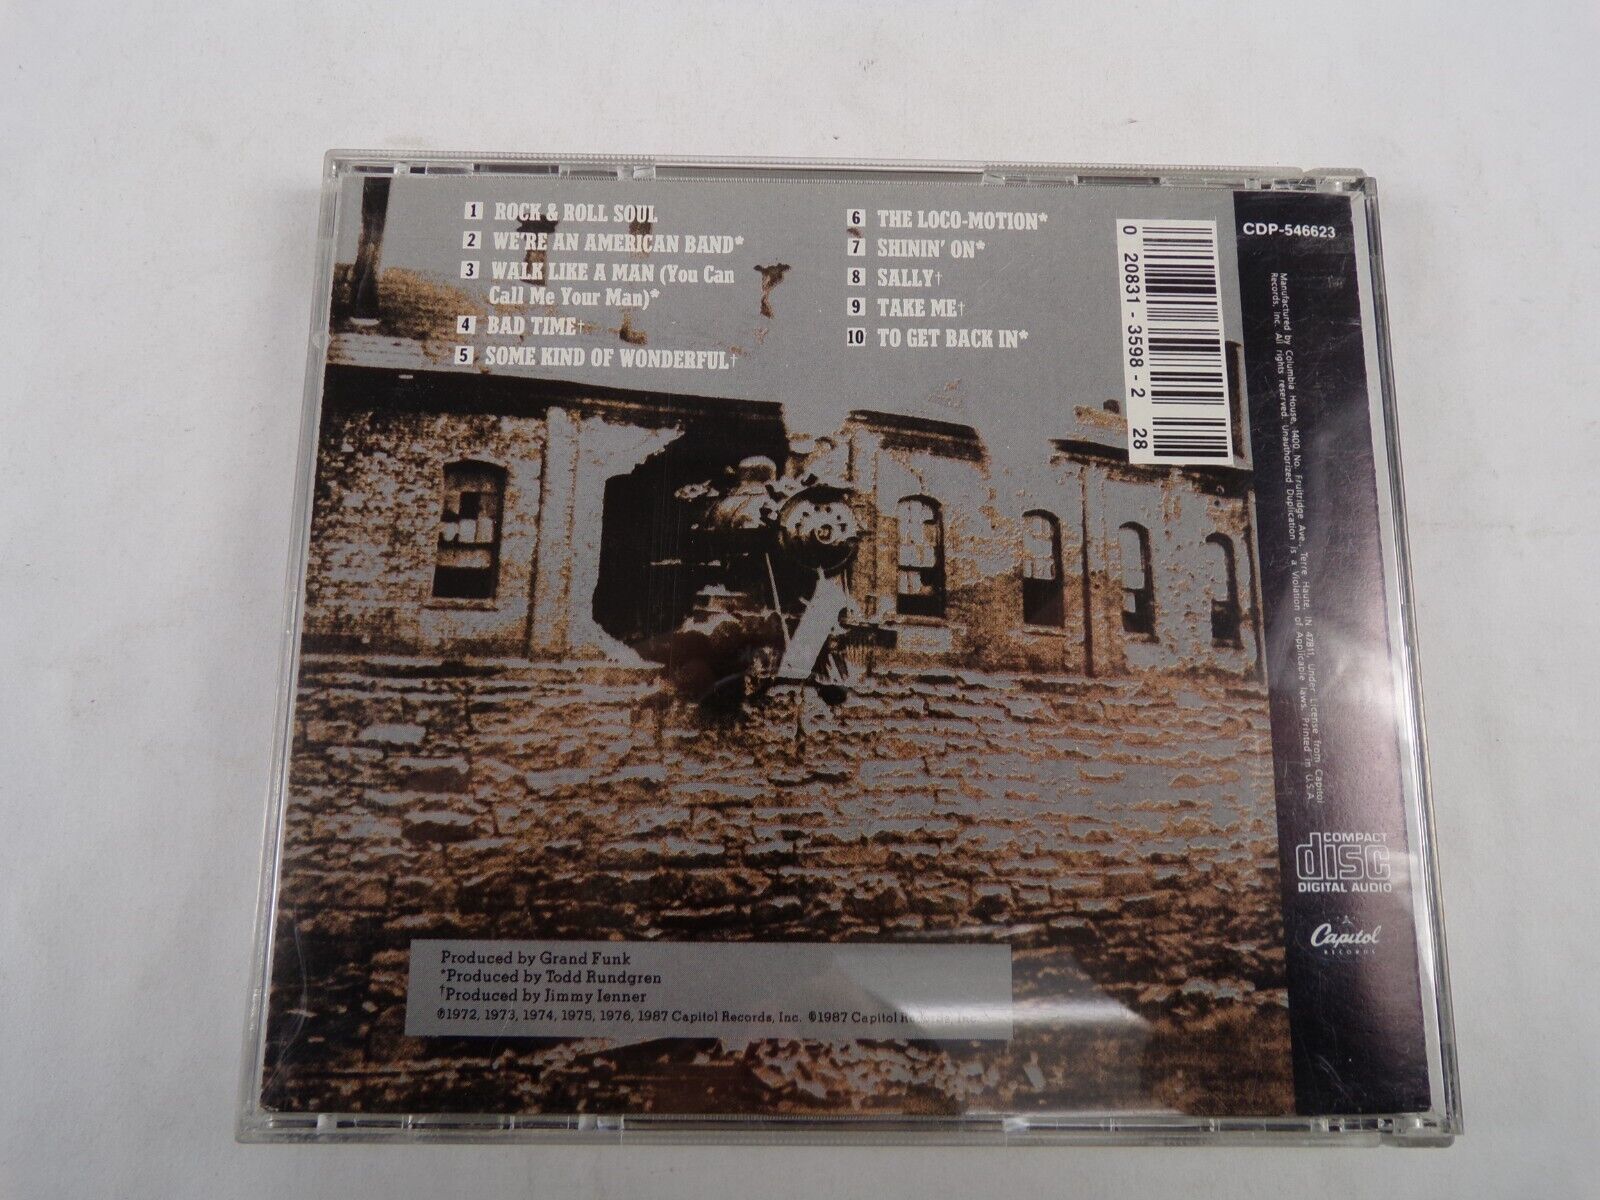 1 ROCK & ROLL SOUL
2 WE'RE AN AMERICAN BAND*
3 WALK LIKE A MAN (You Can
Call Me Your Man)*
4 BAD TIME†
5 SOME KIND OF WONDERFUL†
6 THE LOCO-MOTION*
7 SHININ' ON*
8 SALLY†
9 TAKE ME†
10 TO GET BACK IN*
0 20831-3598-2 28
CDP-546623
Manufactured by Columbia House, 1400 No. Fruitridge Ave., Terre Haute, IN 47811, Under License from Capitol
Records, Inc. All rights reserved. Unauthorized Duplication is a Violation of Applicable laws. Printed in U.S.A.
COMPACT
disc
DIGITAL AUDIO
Capitol
RECORDS
Produced by Grand Funk
*Produced by Todd Rundgren
†Produced by Jimmy Ienner
℗1972, 1973, 1974, 1975, 1976, 1987 Capitol Records, Inc. ©1987 Capitol Records, Inc.